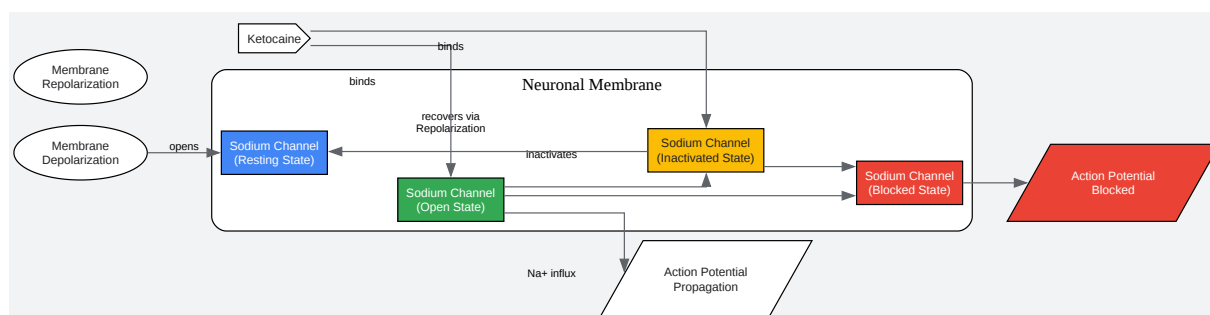 Ketocaine
binds
Membrane
Repolarization
binds
Neuronal Membrane
recovers via
Repolarization
Membrane
Depolarization
opens
Sodium Channel
(Resting State)
inactivates
Sodium Channel
(Inactivated State)
Sodium Channel
(Open State)
Sodium Channel
(Blocked State)
Action Potential
Blocked
Na+ influx
Action Potential
Propagation